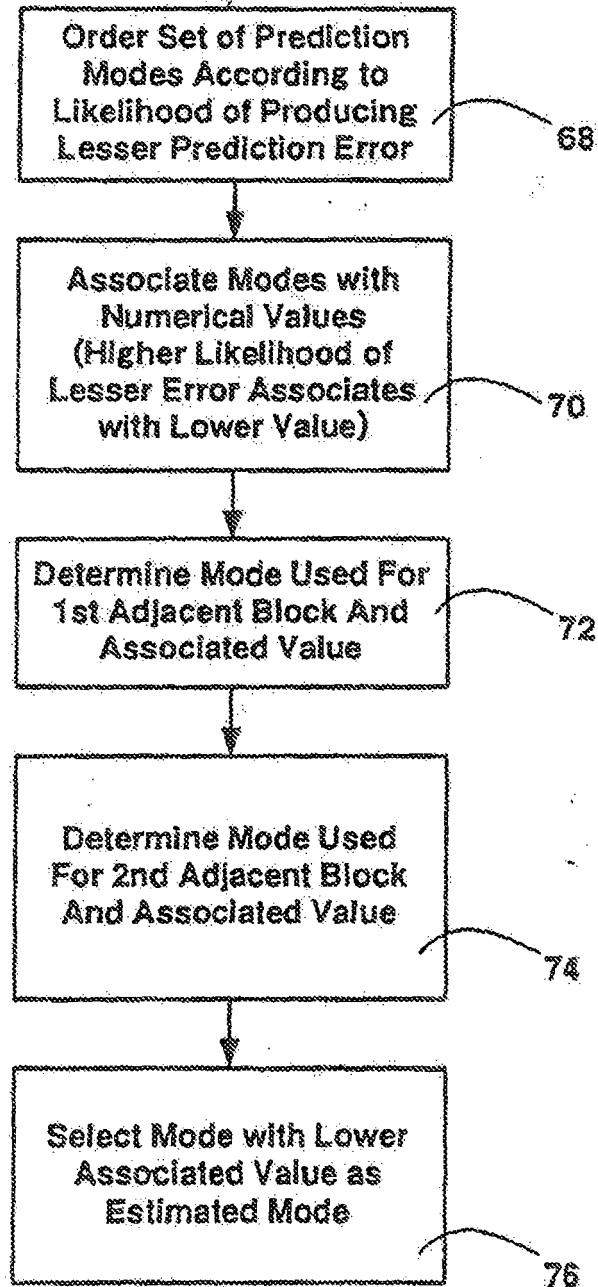 Order Set of Prediction
Modes According to
Likelihood of Producing
Lesser Prediction Error
68
Associate Modes with
Numerical Values
(Higher Likelihood of
Lesser Error Associates
with Lower Value)
70
Determine Mode Used For
1st Adjacent Block And
Associated Value
72
Determine Mode Used
For 2nd Adjacent Block
And Associated Value
74
Select Mode with Lower
Associated Value as
Estimated Mode
76